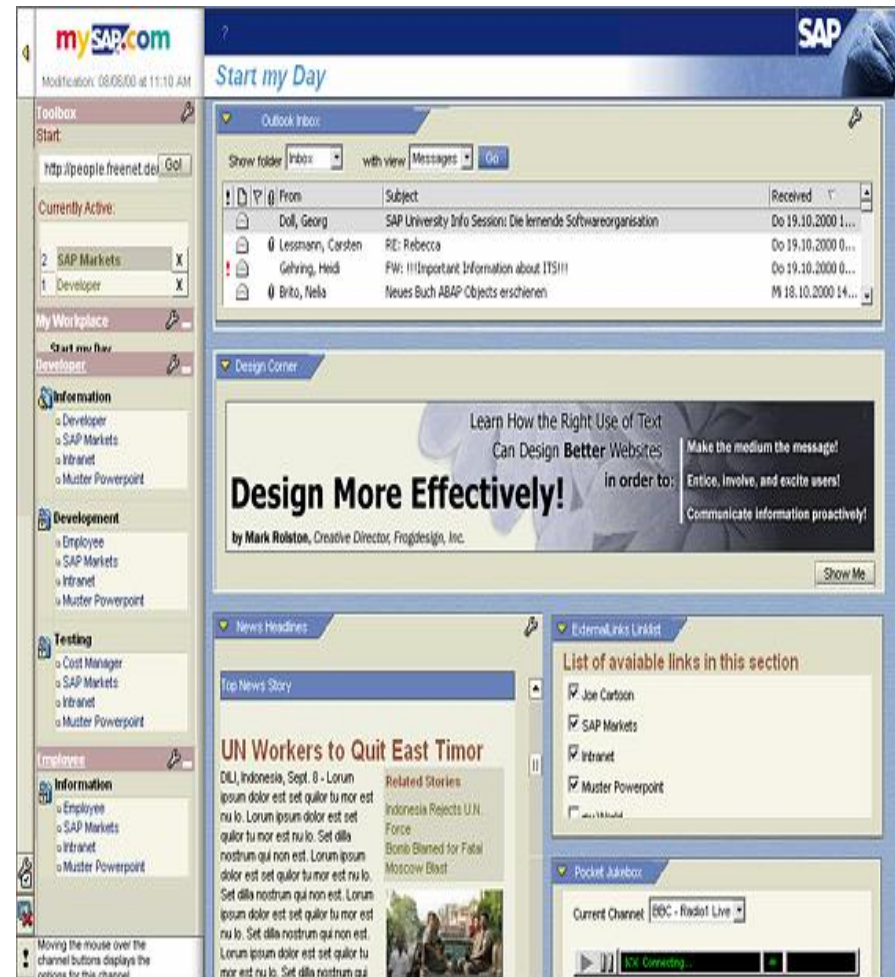 mySAP.com
Modification: 08/08/00 at 11:10 AM
Toolbox
Start:
http://people.freenet.de/
Go!
Currently Active:
2 SAP Markets X
1 Developer X
My Workplace
Start my Day
Developer
Information
Developer
SAP Markets
Intranet
Muster Powerpoint
Development
Employee
SAP Markets
Intranet
Muster Powerpoint
Testing
Cost Manager
SAP Markets
Intranet
Muster Powerpoint
Employee
Information
Employee
SAP Markets
Intranet
Muster Powerpoint
Moving the mouse over the
channel buttons displays the
options for this channel
?
SAP
Start my Day
Outlook Inbox
Show folder Inbox with view Messages Go
! From Subject Received
Doll, Georg SAP University Info Session: Die lernende Softwareorganisation Do 19.10.2000 1...
Lessmann, Carsten RE: Rebecca Do 19.10.2000 0...
! Gehring, Heidi FW: !!!Important Information about ITS!!! Do 19.10.2000 0...
Brito, Nelia Neues Buch ABAP Objects erschienen Mi 18.10.2000 14...
Design Corner
Learn How the Right Use of Text
Can Design Better Websites
in order to:
Make the medium the message!
Entice, involve, and excite users!
Communicate information proactively!
Design More Effectively!
by Mark Rolston, Creative Director, Frogdesign, Inc.
Show Me
News Headlines
Top News Story
UN Workers to Quit East Timor
DILI, Indonesia, Sept. 8 - Lorum
ipsum dolor est set quilor tu mor est
nu lo. Lorum ipsum dolor est set
quilor tu mor est nu lo. Set dilla
nostrum qui non est. Lorum ipsum
dolor est set quilor tu mor est nu lo.
Set dilla nostrum qui non est. Lorum
ipsum dolor est set quilor tu mor est
nu lo. Set dilla nostrum qui non est.
Lorum ipsum dolor est set quilor tu
mor est nu lo. Set dilla nostrum qui
Related Stories
Indonesia Rejects U.N.
Force
Bomb Blamed for Fatal
Moscow Blast
ExternalLinks Linklist
List of avaiable links in this section
Joe Cartoon
SAP Markets
Intranet
Muster Powerpoint
my World
Pocket Jukebox
Current Channel BBC - Radio1 Live
Connecting...